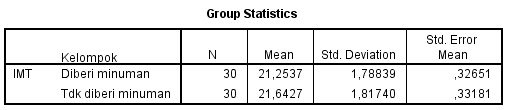 Group Statistics
Kelompok N Mean Std. Deviation Std. Error Mean
IMT Diberi minuman 30 21,2537 1,78839 ,32651
Tdk diberi minuman 30 21,6427 1,81740 ,33181